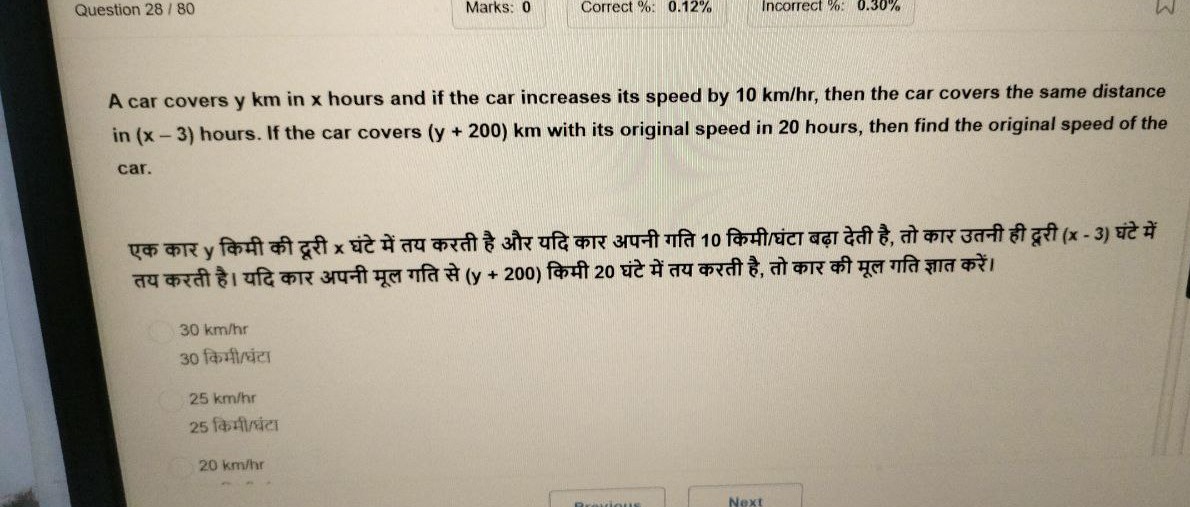 Question 28 / 80
Marks: 0
Correct %: 0.12%
Incorrect %: 0.30%
A car covers y km in x hours and if the car increases its speed by 10 km/hr, then the car covers the same distance
in (x – 3) hours. If the car covers (y + 200) km with its original speed in 20 hours, then find the original speed of the
car.
एक कार y किमी की दूरी x घंटे में तय करती है और यदि कार अपनी गति 10 किमी/घंटा बढ़ा देती है, तो कार उतनी ही दूरी (x - 3) घंटे में
तय करती है। यदि कार अपनी मूल गति से (y + 200) किमी 20 घंटे में तय करती है, तो कार की मूल गति ज्ञात करें।
30 km/hr
30 किमी/घंटा
25 km/hr
25 किमी/घंटा
20 km/hr
Previous
Next